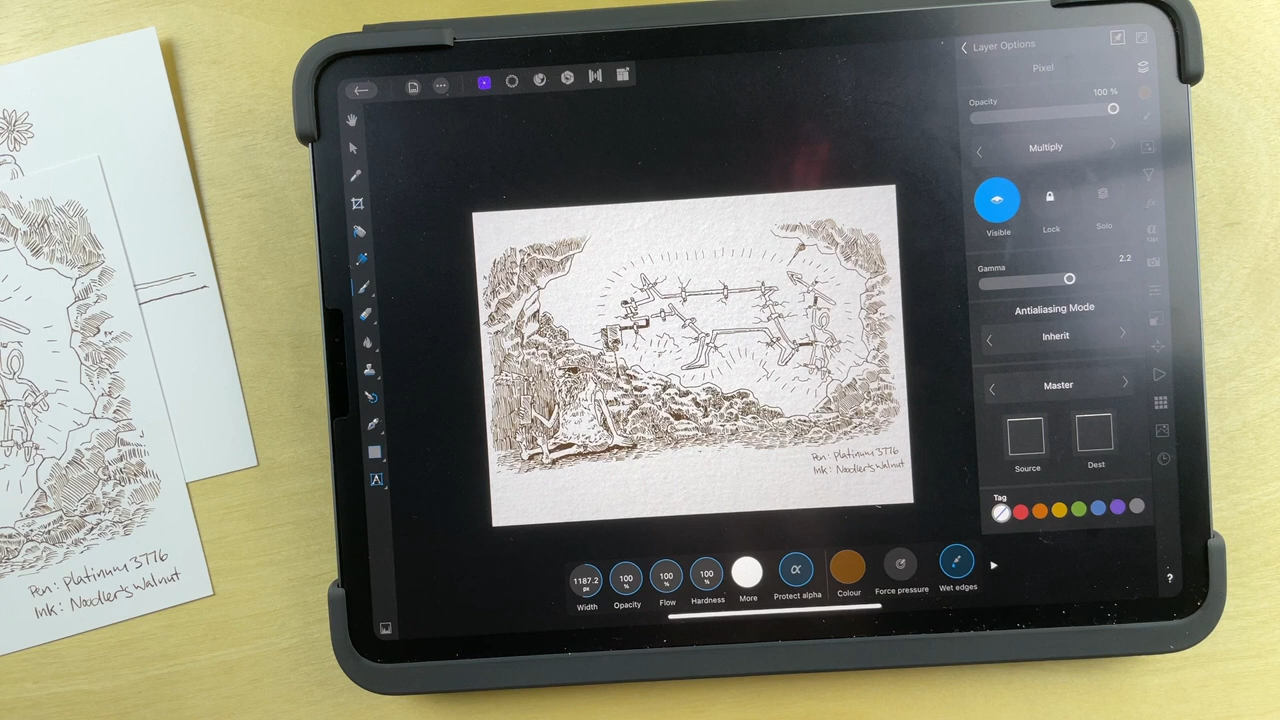 Layer Options
Pixel
Opacity
100 %
Multiply
Visible
Lock
Solo
Gamma
2.2
Antialiasing Mode
Inherit
Master
Source
Dest
Tag
A
Pen: Platinum 3776
Ink: Noodler's Walnut
1187.2 px
100 %
100 %
100 %
α
Width
Opacity
Flow
Hardness
More
Protect alpha
Colour
Force pressure
Wet edges
?
Pen: Platinum 3776
Ink: Noodler's Walnut